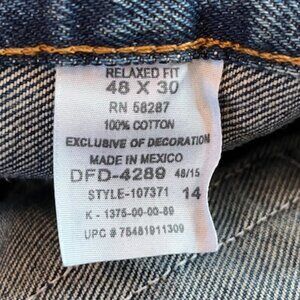 RELAXED FIT
48 X 30
RN 58287
100% COTTON
EXCLUSIVE OF DECORATION
MADE IN MEXICO
DFD-4289 48/15
STYLE-107371 14
K - 1375-00-00-89
UPC # 75481911309